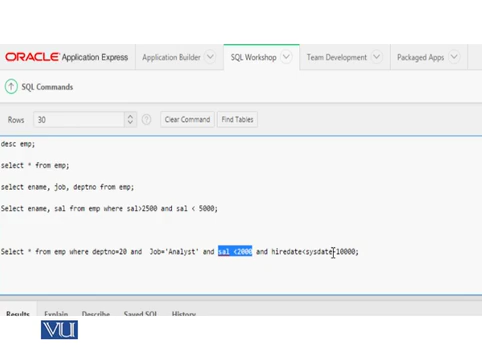 ORACLE Application Express Application Builder SQL Workshop Team Development Packaged Apps
SQL Commands
Rows 30 Clear Command Find Tables
desc emp;
select * from emp;
select ename, job, deptno from emp;
Select ename, sal from emp where sal>2500 and sal < 5000;
Select * from emp where deptno=20 and Job='Analyst' and sal <2000 and hiredate<sysdate-10000;
Results Explain Describe Saved SQL History
VU